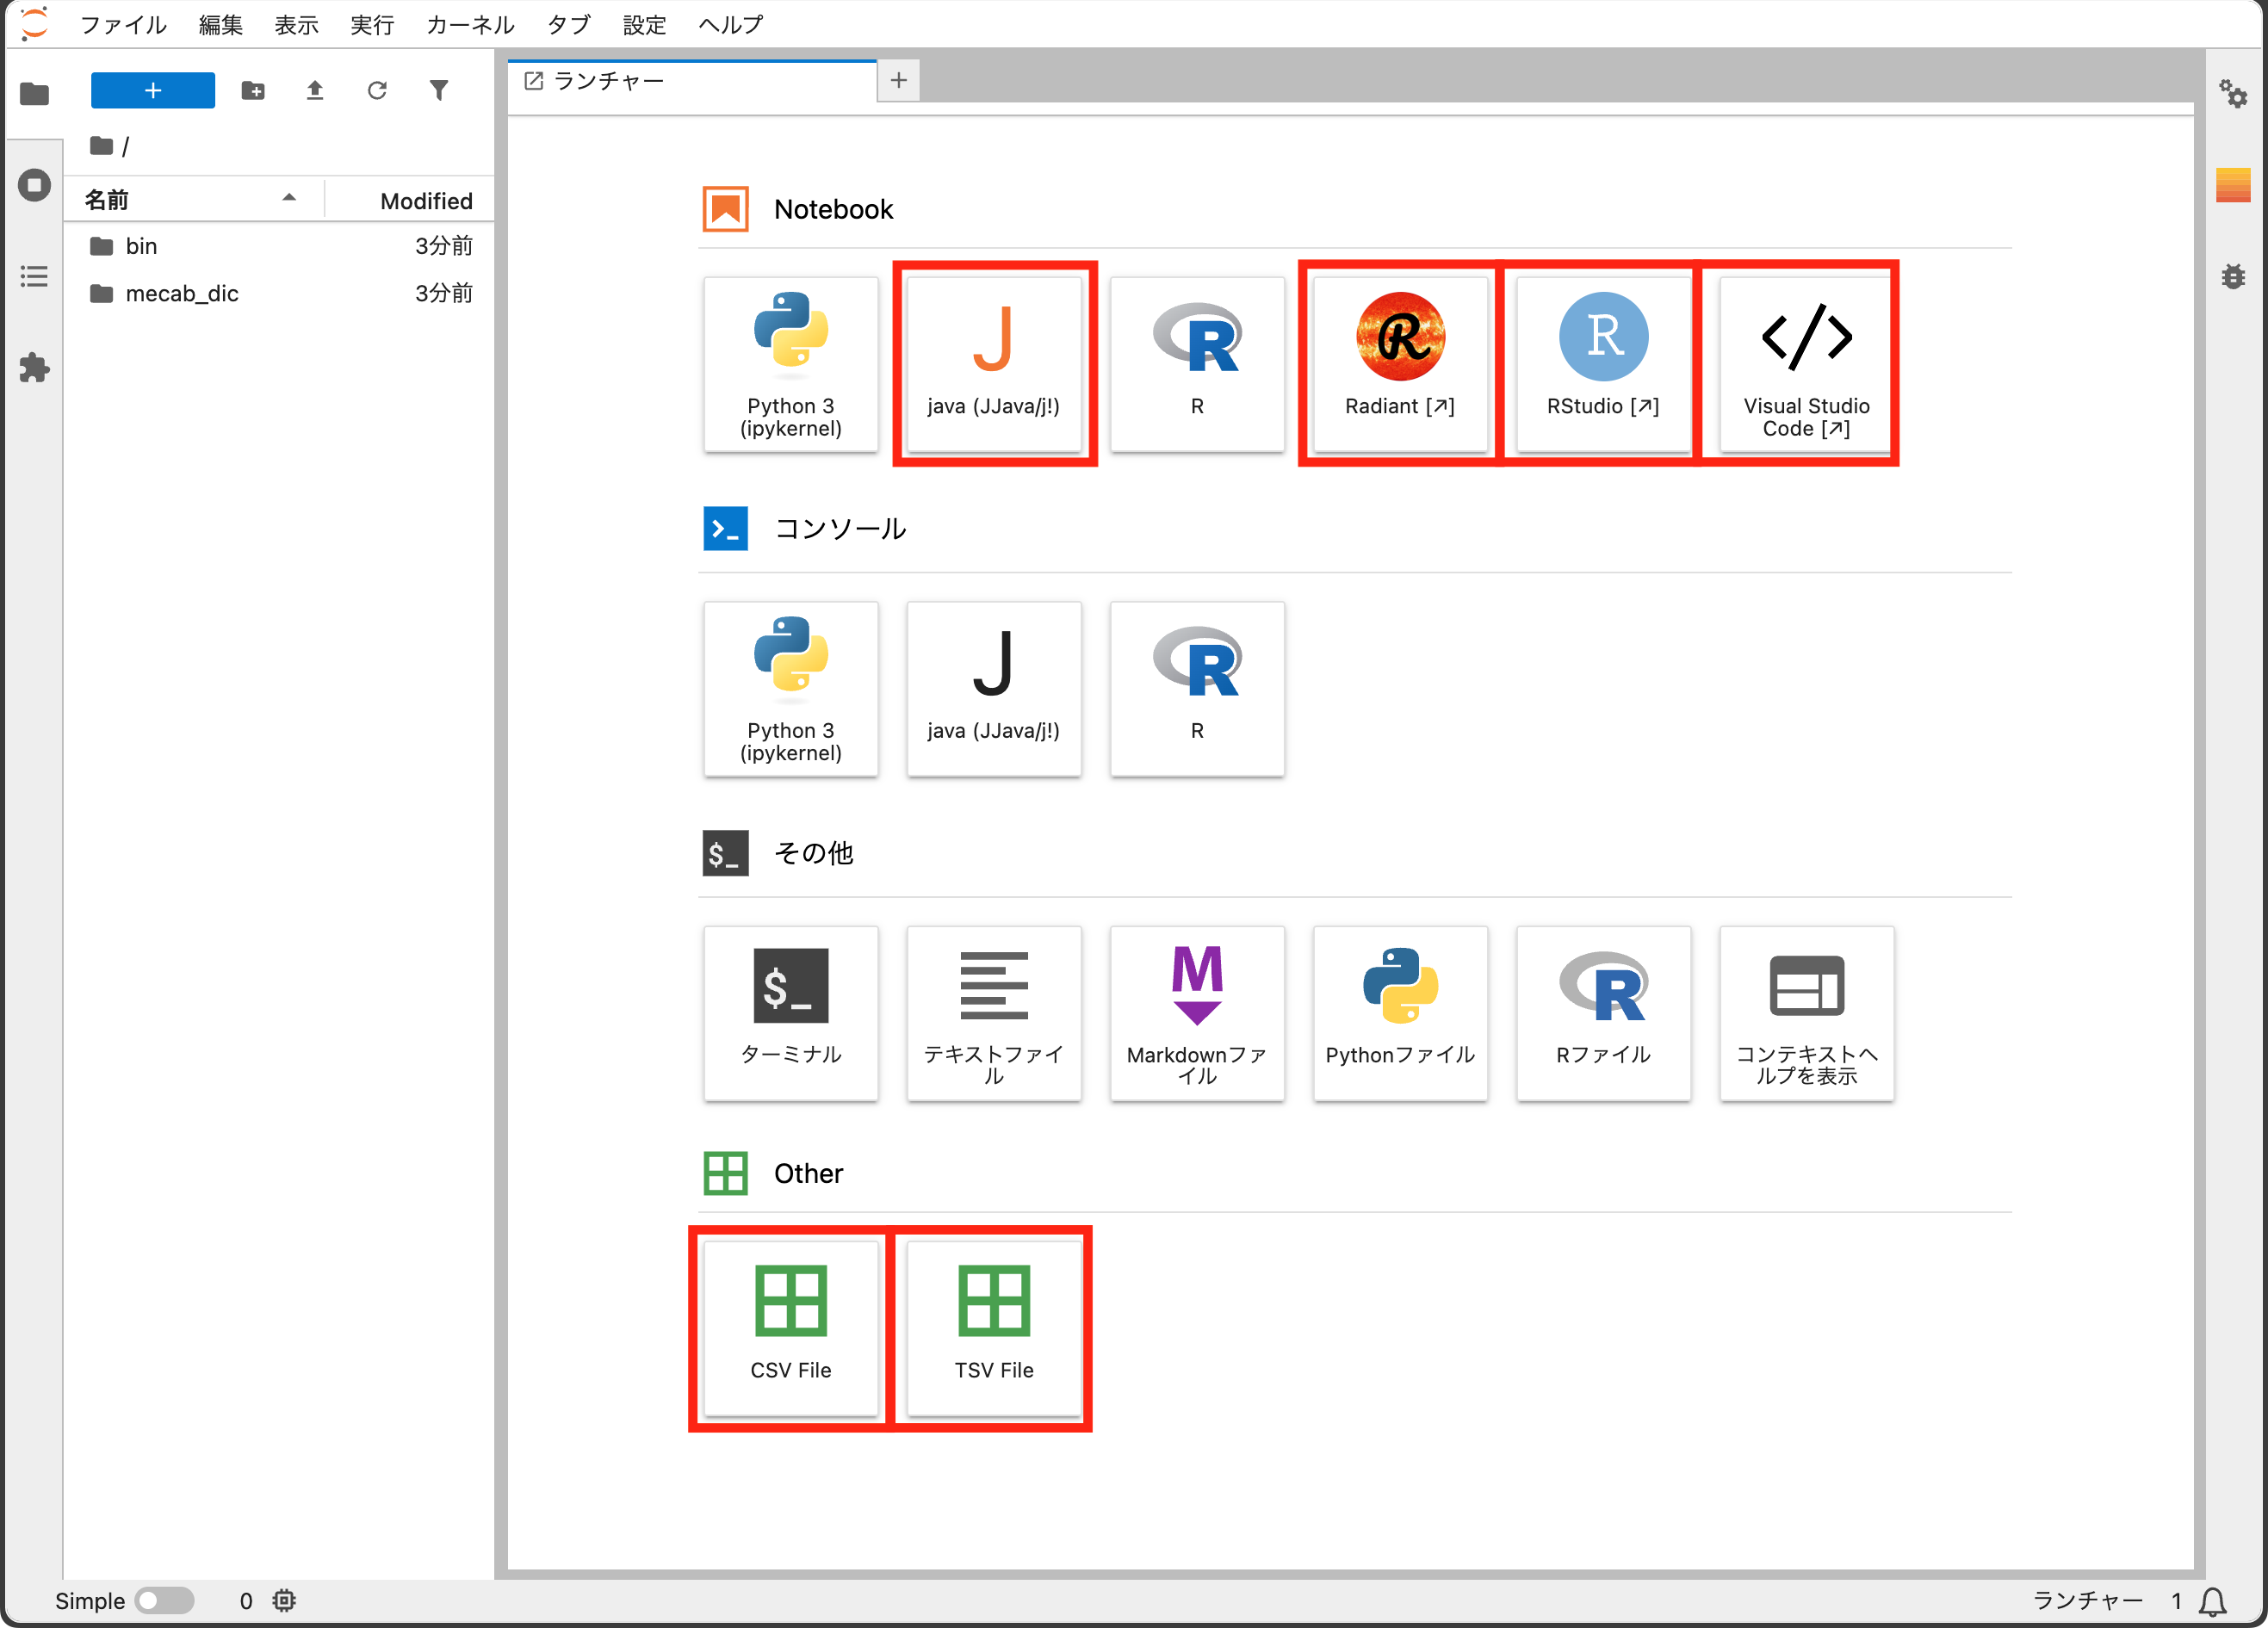 ファイル 編集 表示 実行 カーネル タブ 設定 ヘルプ
/
名前 Modified
bin 3分前
mecab_dic 3分前
ランチャー
Notebook
Python 3
(ipykernel)
java (JJava/j!)
R
Radiant [↗]
RStudio [↗]
Visual Studio
Code [↗]
コンソール
Python 3
(ipykernel)
java (JJava/j!)
R
$_ その他
$_
ターミナル
テキストファイ
ル
Markdownファ
イル
Pythonファイル
Rファイル
コンテキストヘ
ルプを表示
Other
CSV File
TSV File
Simple 0
ランチャー 1